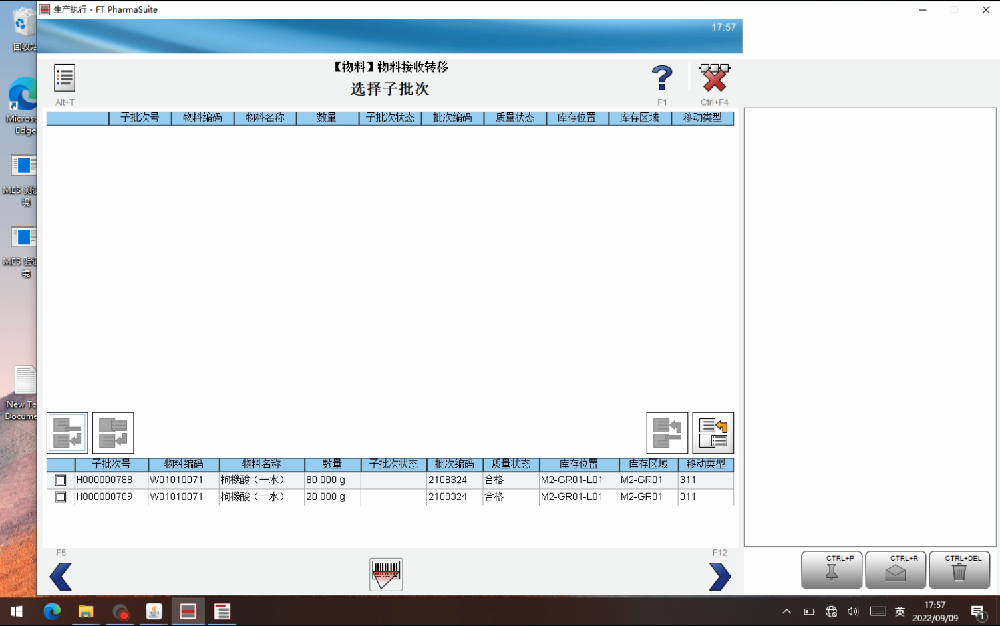 生产执行 - FT PharmaSuite
17:57
回收站
【物料】物料接收转移
选择子批次
Alt+T
F1
Ctrl+F4
子批次号 物料编码 物料名称 数量 子批次状态 批次编码 质量状态 库存位置 库存区域 移动类型
Microso
Edge
MES 测试
境
MES 验证
境
New Te
Docume
子批次号 物料编码 物料名称 数量 子批次状态 批次编码 质量状态 库存位置 库存区域 移动类型
H000000788 W01010071 枸橼酸（一水） 80.000 g 2108324 合格 M2-GR01-L01 M2-GR01 311
H000000789 W01010071 枸橼酸（一水） 20.000 g 2108324 合格 M2-GR01-L01 M2-GR01 311
F5
F12
CTRL+P
CTRL+R
CTRL+DEL
英
17:57
2022/09/09
1